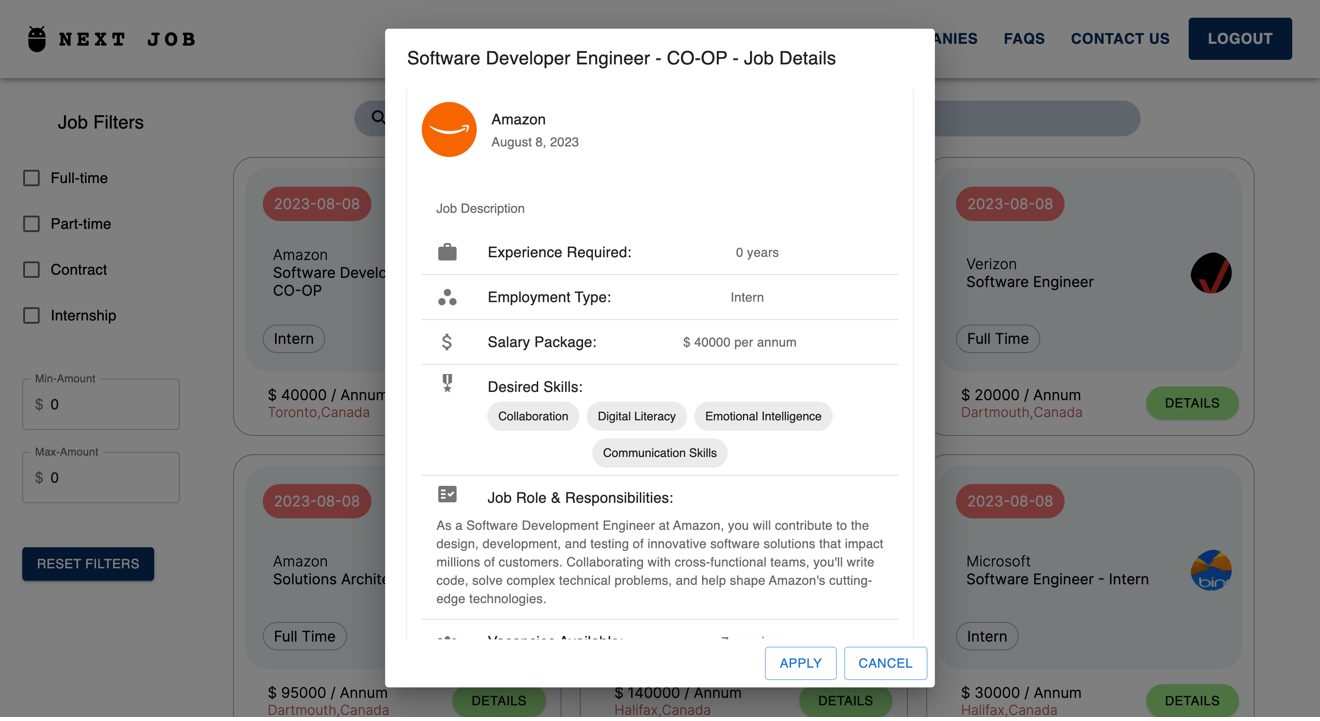 NEXT JOB
FAQS
CONTACT US
LOGOUT
Job Filters
Full-time
Part-time
Contract
Internship
Min-Amount
$ 0
Max-Amount
$ 0
RESET FILTERS
2023-08-08
Amazon
CO-OP
Intern
$ 40000 / Annum
Toronto,Canada
2023-08-08
Verizon
Software Engineer
Full Time
$ 20000 / Annum
Dartmouth,Canada
DETAILS
2023-08-08
Amazon
Solutions
Full Time
$ 95000 / Annum
Dartmouth,Canada
DETAILS
$ 140000 / Annum
Halifax,Canada
DETAILS
2023-08-08
Microsoft
Software Engineer - Intern
bing
Intern
$ 30000 / Annum
Halifax,Canada
DETAILS
Software Developer Engineer - CO-OP - Job Details
Amazon
August 8, 2023
Job Description
Experience Required: 0 years
Employment Type: Intern
Salary Package: $ 40000 per annum
Desired Skills:
Collaboration Digital Literacy Emotional Intelligence
Communication Skills
Job Role & Responsibilities:
As a Software Development Engineer at Amazon, you will contribute to the
design, development, and testing of innovative software solutions that impact
millions of customers. Collaborating with cross-functional teams, you'll write
code, solve complex technical problems, and help shape Amazon's cutting-
edge technologies.
Vacancies Available:
APPLY
CANCEL